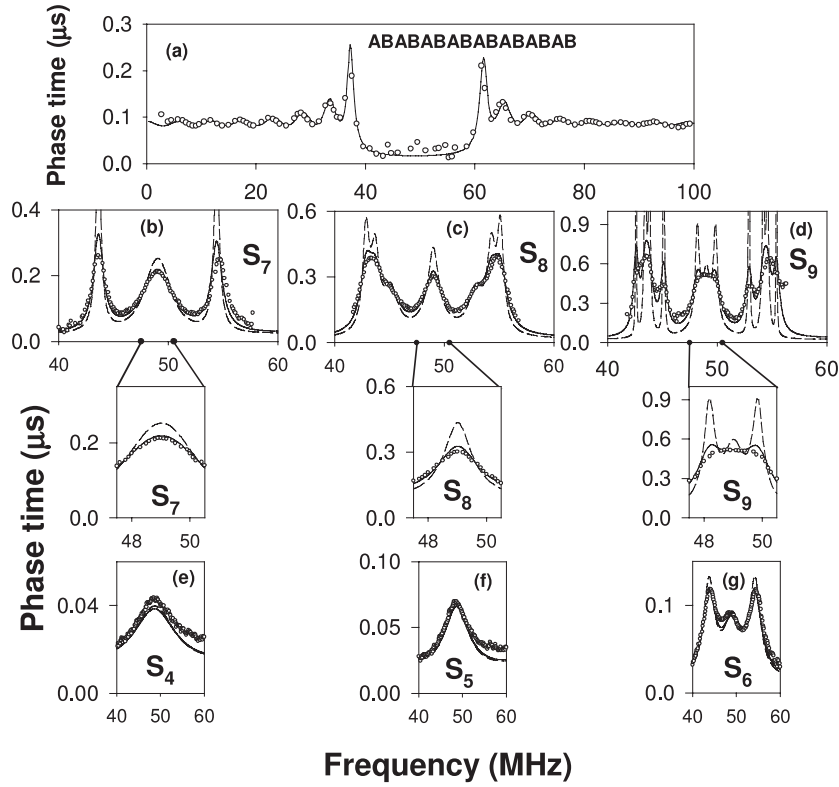 0.3
0.2
0.1
0.0
Phase time (μs)
(a)
ABABABABABABABAB
0 20 40 60 80 100
0.4
0.2
0.0
(b)
S7
40 50 60
0.6
0.3
0.0
(c)
S8
40 50 60
0.9
0.6
0.3
0.0
(d)
S9
40 50 60
Phase time (μs)
0.2
0.0
S7
48 50
0.6
0.3
0.0
S8
48 50
0.9
0.6
0.3
0.0
S9
48 50
0.04
0.00
(e)
S4
40 50 60
0.10
0.05
0.00
(f)
S5
40 50 60
0.1
0.0
(g)
S6
40 50 60
Frequency (MHz)